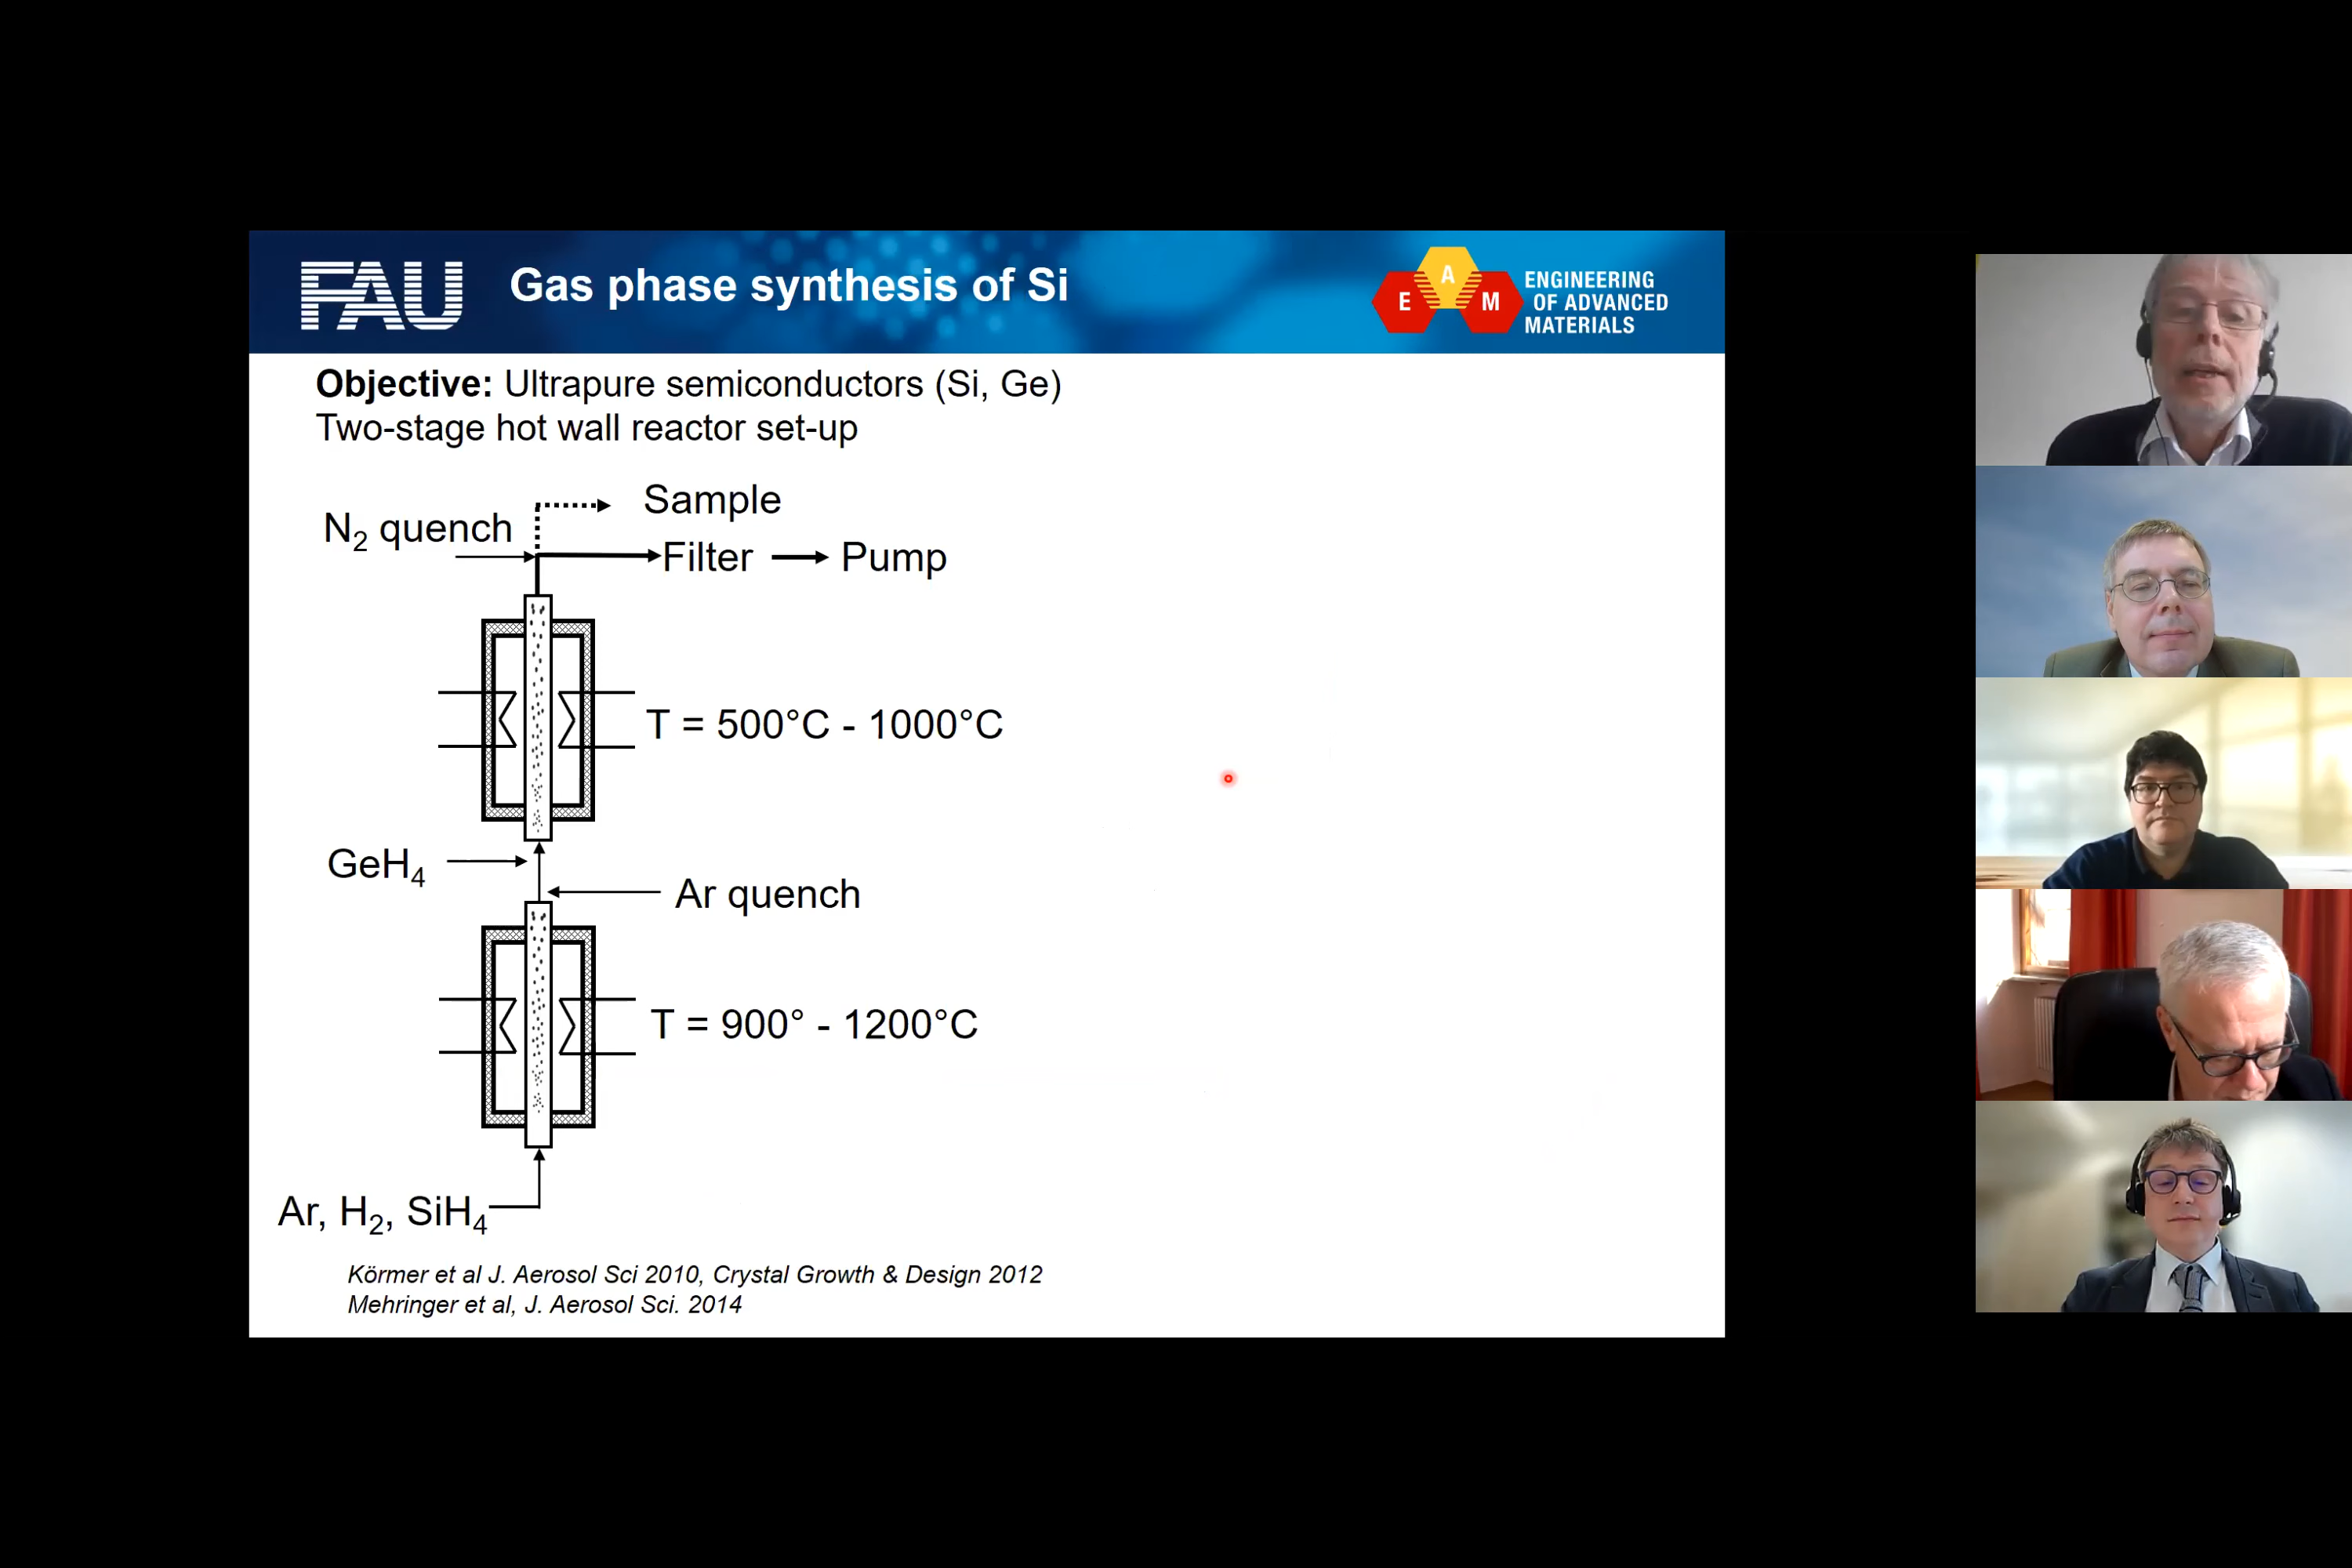 FAU
Gas phase synthesis of Si
E A M
ENGINEERING
OF ADVANCED
MATERIALS
Objective: Ultrapure semiconductors (Si, Ge)
Two-stage hot wall reactor set-up
Sample
N₂ quench
Filter
Pump
T = 500°C - 1000°C
GeH₄
Ar quench
T = 900° - 1200°C
Ar, H₂, SiH₄
Körmer et al J. Aerosol Sci 2010, Crystal Growth & Design 2012
Mehringer et al, J. Aerosol Sci. 2014